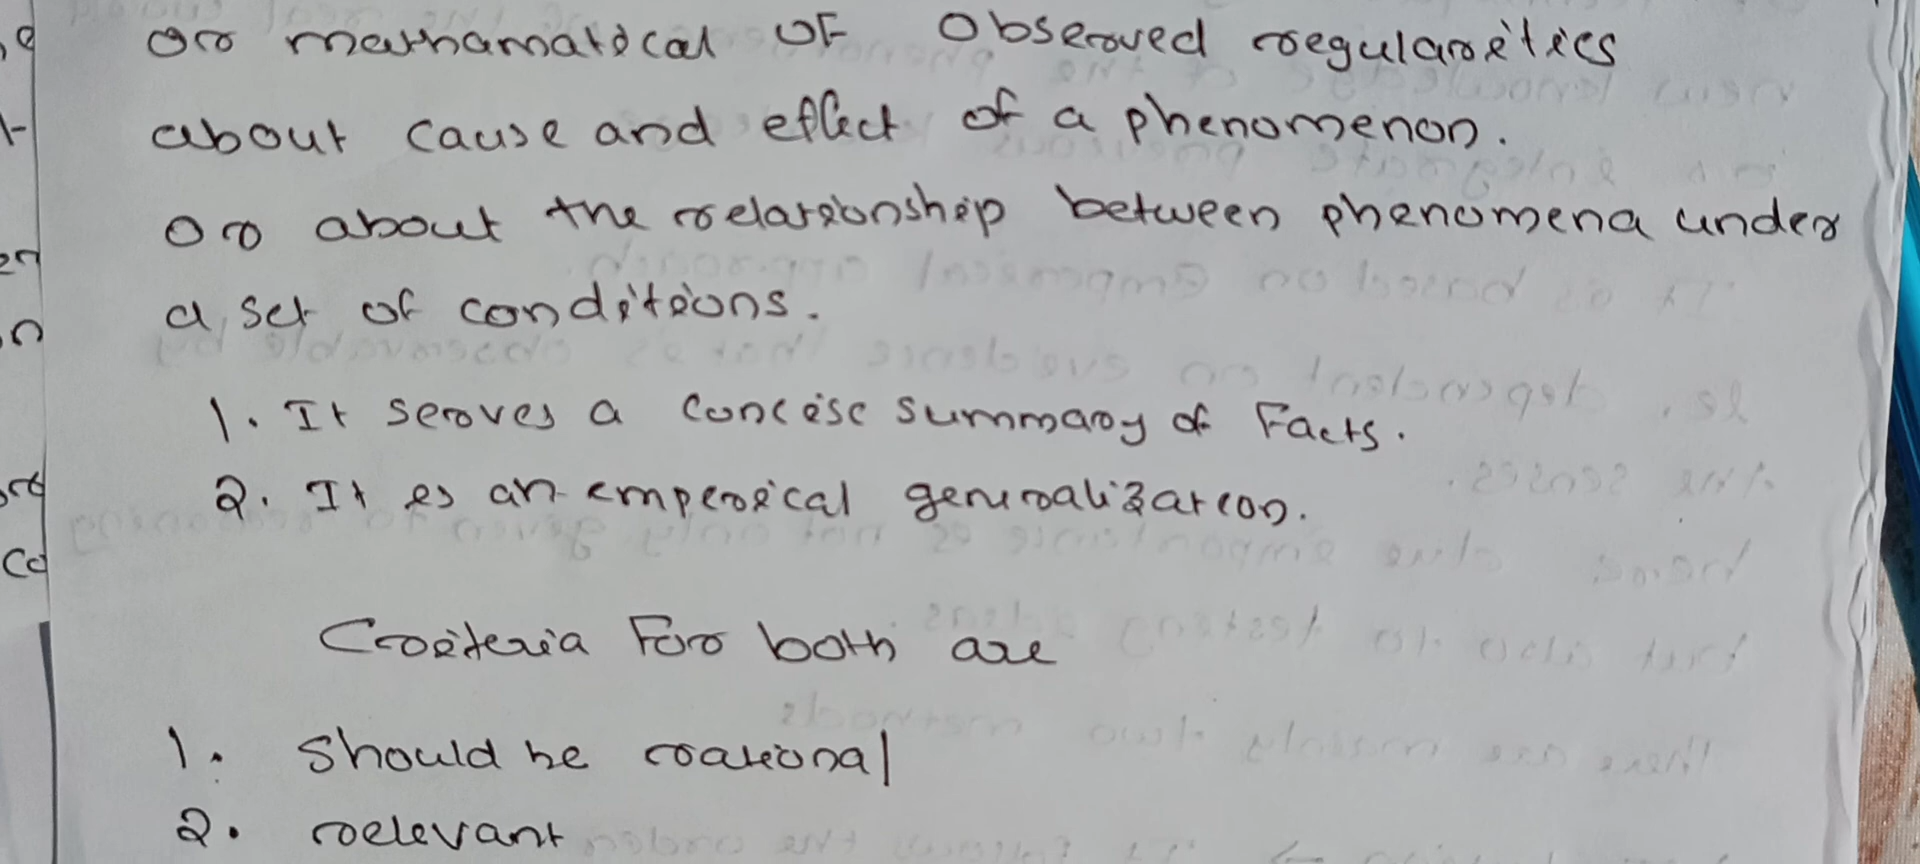 or mathamatical of observed regularities
about cause and effect of a phenomenon.
or about the relationship between phenomena under
a set of conditions.
1. It serves a concise summary of Facts.
2. It is an emperical generalization.
Criteria For both are
1. Should be rational
2. relevant